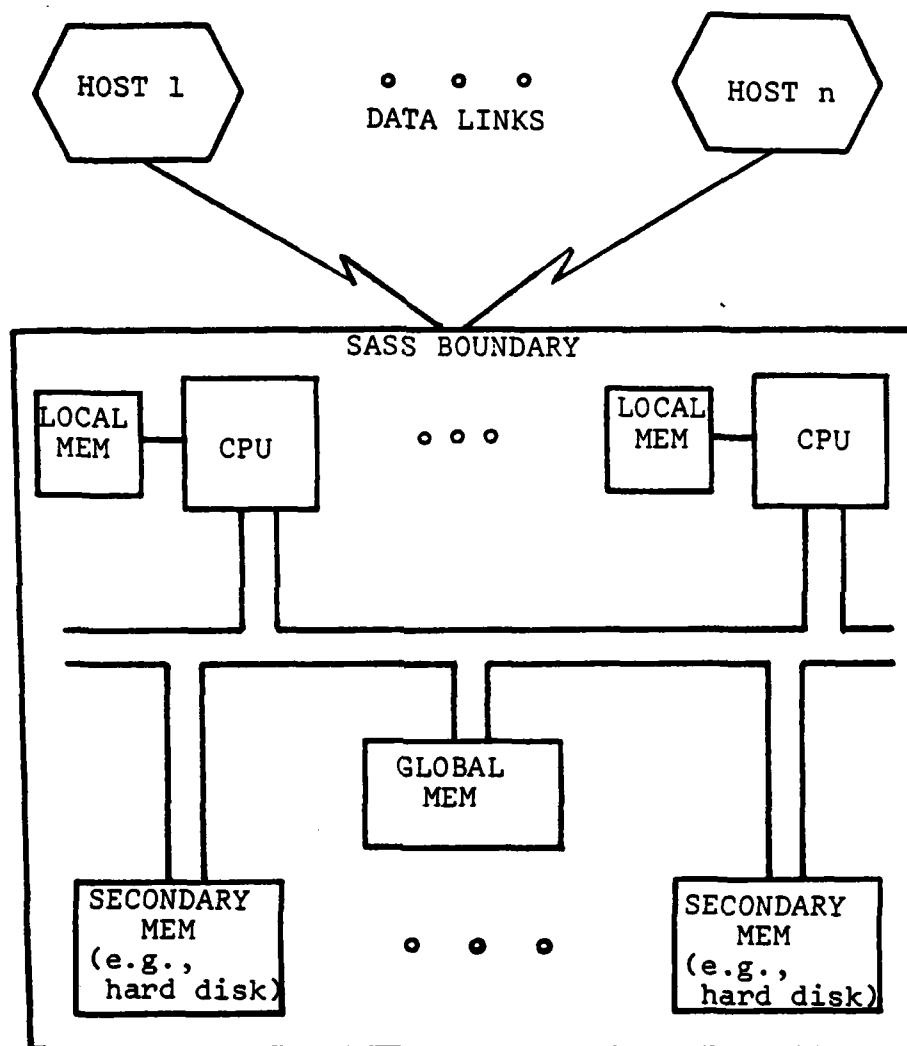 HOST 1
HOST n
DATA LINKS
SASS BOUNDARY
LOCAL
MEM
CPU
LOCAL
MEM
CPU
GLOBAL
MEM
SECONDARY
MEM
(e.g.,
hard disk)
SECONDARY
MEM
(e.g.,
hard disk)